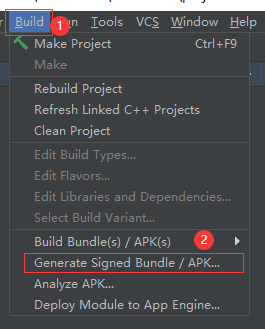 Build 1 Tools VCS Window Help
Make Project Ctrl+F9
Make
Rebuild Project
Refresh Linked C++ Projects
Clean Project
Edit Build Types...
Edit Flavors...
Edit Libraries and Dependencies...
Select Build Variant...
Build Bundle(s) / APK(s) 2
Generate Signed Bundle / APK...
Analyze APK...
Deploy Module to App Engine...